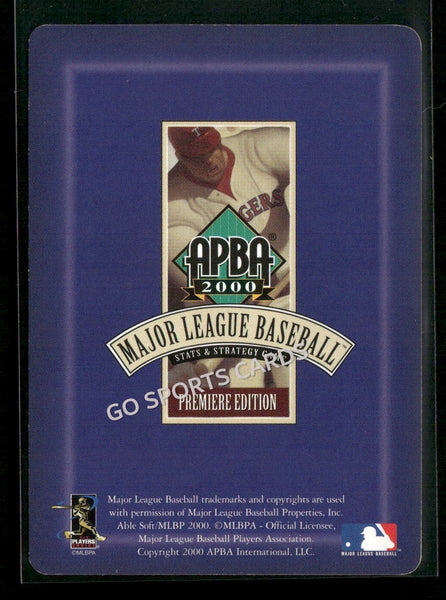 T
GERS
APBA®
2000
MAJOR LEAGUE BASEBALL™
STATS & STRATEGY GAME
GO SPORTS CARDS
PREMIERE EDITION
Major League Baseball trademarks and copyrights are used
with permission of Major League Baseball Properties, Inc.
Able Soft/MLBP 2000. ©MLBPA - Official Licensee,
Major League Baseball Players Association.
Copyright 2000 APBA International, LLC.
PLAYERS
©MLBPA
MAJOR LEAGUE BASEBALL